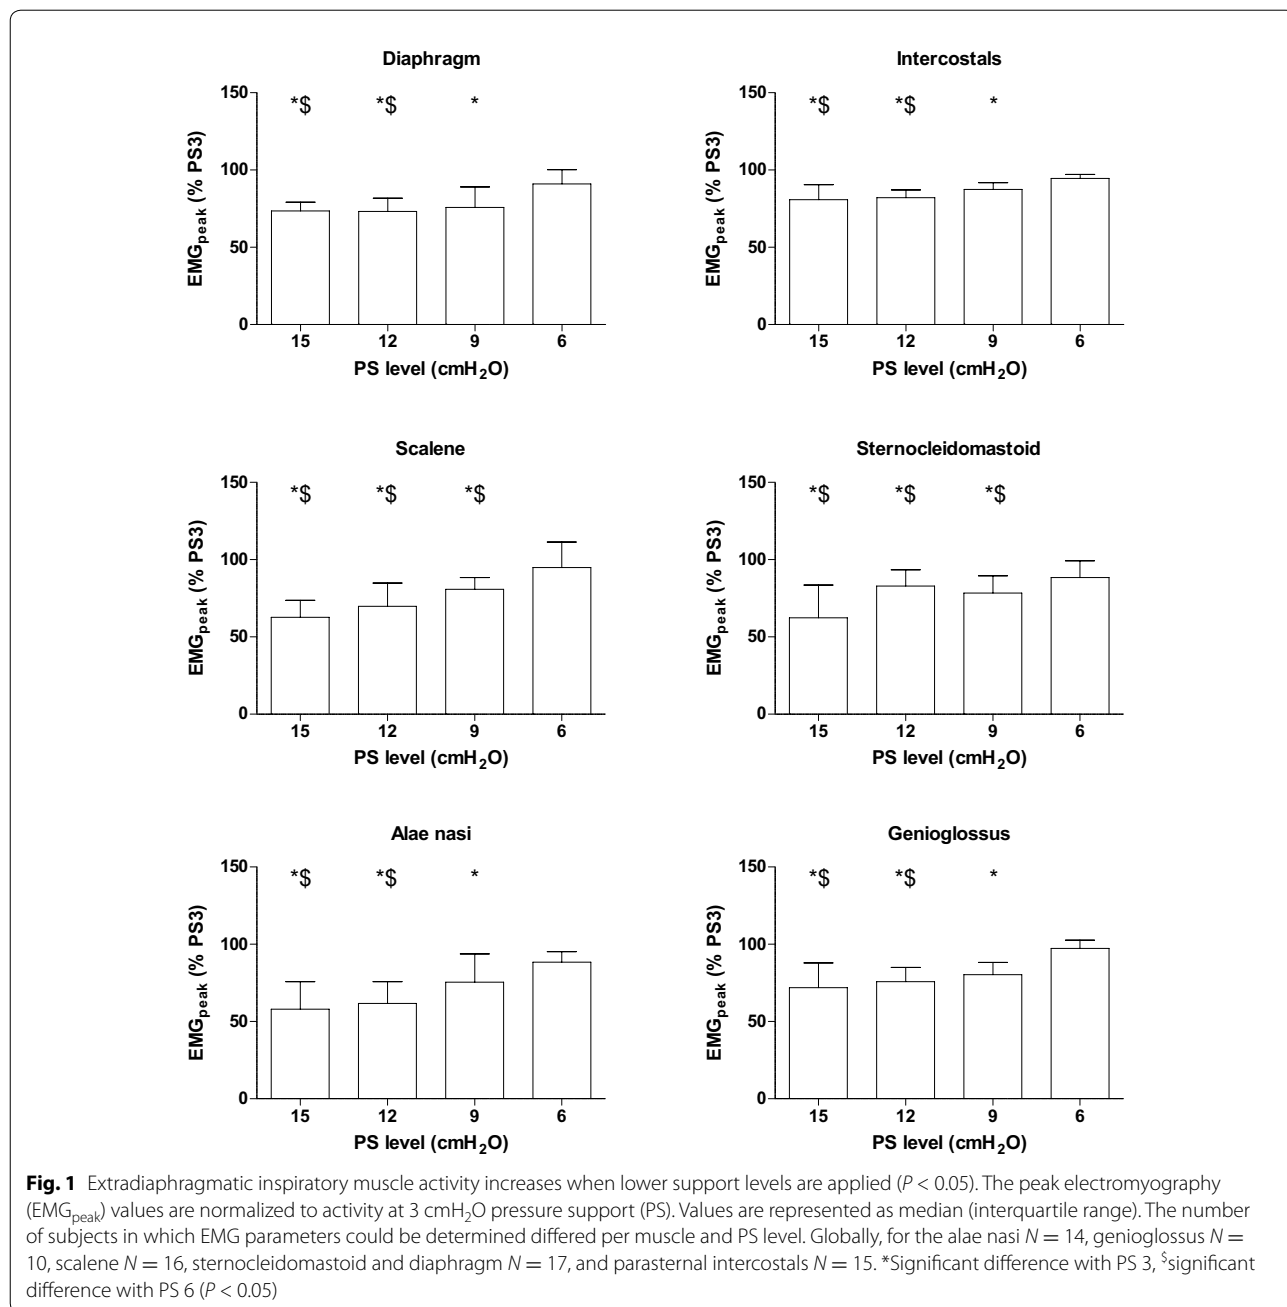 Diaphragm
150
100
50
0
EMGpeak (% PS3)
*$ *$ *
15 12 9 6
PS level (cmH2O)
Intercostals
150
100
50
0
EMGpeak (% PS3)
*$ *$ *
15 12 9 6
PS level (cmH2O)
Scalene
150
100
50
0
EMGpeak (% PS3)
*$ *$ *$
15 12 9 6
PS level (cmH2O)
Sternocleidomastoid
150
100
50
0
EMGpeak (% PS3)
*$ *$ *$
15 12 9 6
PS level (cmH2O)
Alae nasi
150
100
50
0
EMGpeak (% PS3)
*$ *$ *
15 12 9 6
PS level (cmH2O)
Genioglossus
150
100
50
0
EMGpeak (% PS3)
*$ *$ *
15 12 9 6
PS level (cmH2O)
Fig. 1 Extradiaphragmatic inspiratory muscle activity increases when lower support levels are applied (P < 0.05). The peak electromyography
(EMGpeak) values are normalized to activity at 3 cmH2O pressure support (PS). Values are represented as median (interquartile range). The number
of subjects in which EMG parameters could be determined differed per muscle and PS level. Globally, for the alae nasi N = 14, genioglossus N =
10, scalene N = 16, sternocleidomastoid and diaphragm N = 17, and parasternal intercostals N = 15. *Significant difference with PS 3, $significant
difference with PS 6 (P < 0.05)